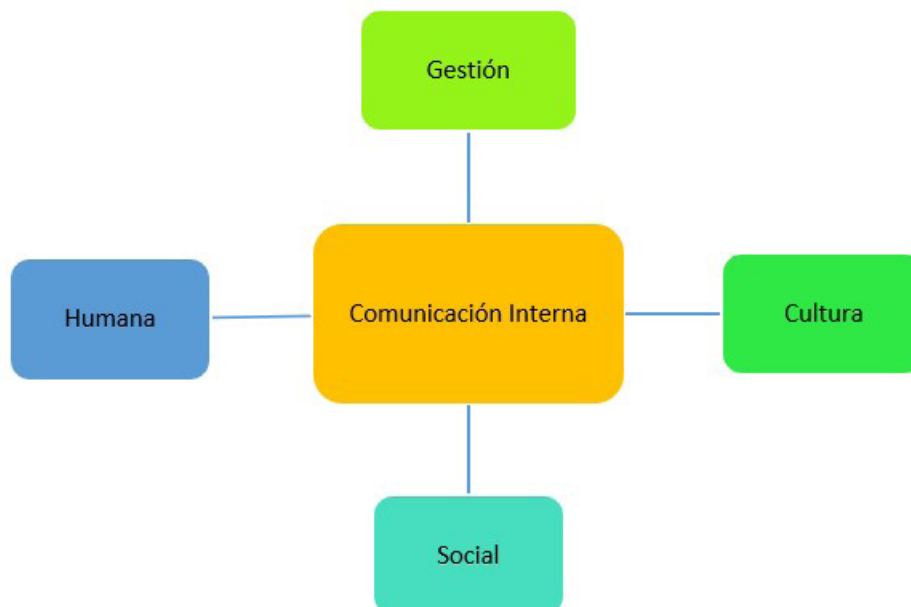 Gestión
Humana
Comunicación Interna
Cultura
Social